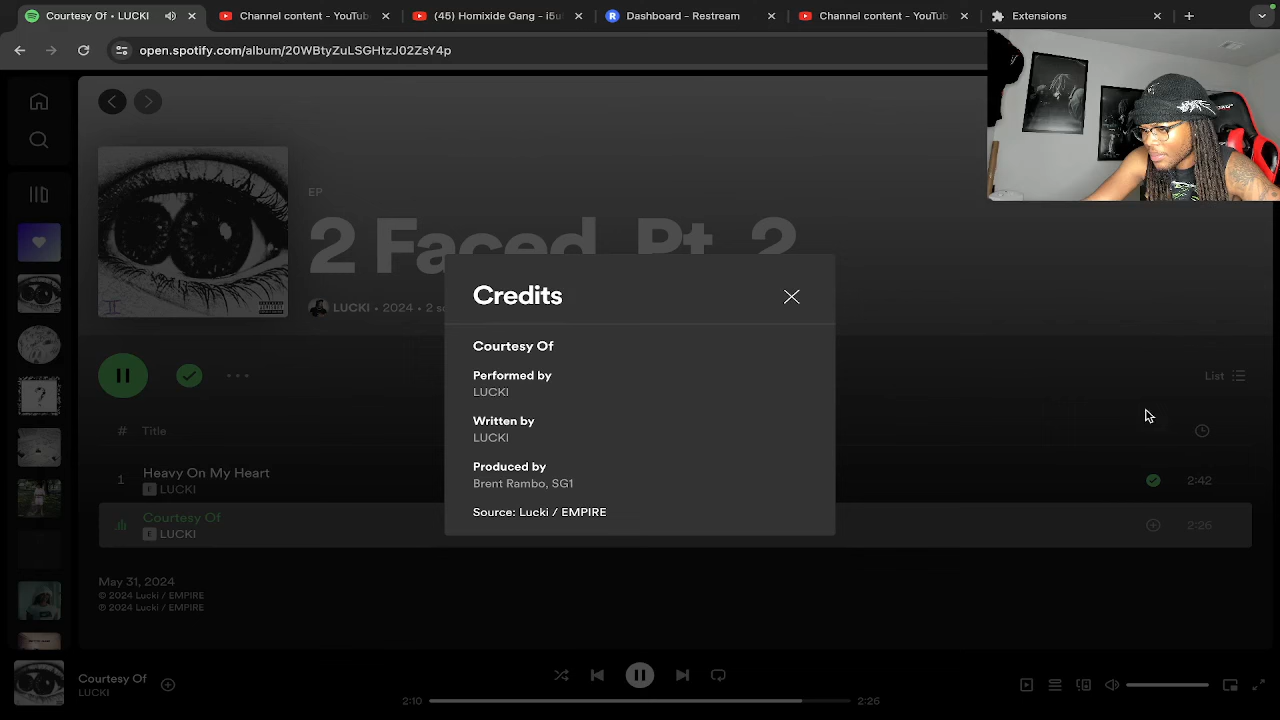 Courtesy Of • LUCKI
Channel content - YouTub
(45) Homixide Gang - i5u
Dashboard - Restream
Channel content - YouTub
Extensions
open.spotify.com/album/20WBtyZuLSGHtzJ02ZsY4p
EP
2 Faced, Pt. 2
LUCKI • 2024 • 2 s
Credits
Courtesy Of
Performed by
LUCKI
Written by
LUCKI
Produced by
Brent Rambo, SG1
Source: Lucki / EMPIRE
List
# Title
1 Heavy On My Heart 2:42
E LUCKI
Courtesy Of 2:26
E LUCKI
May 31, 2024
© 2024 Lucki / EMPIRE
℗ 2024 Lucki / EMPIRE
Courtesy Of
LUCKI
2:10 2:26